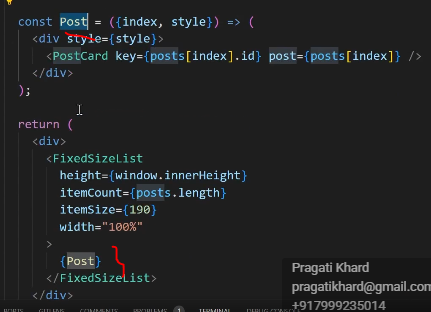 const Post = ({index, style}) => (
<div style={style}>
<PostCard key={posts[index].id} post={posts[index]} />
</div>
);
return (
<div>
<FixedSizeList
height={window.innerHeight}
itemCount={posts.length}
itemSize={190}
width="100%"
>
{Post}
</FixedSizeList>
</div>
Pragati Khard
pragatikhard@gmail.com
+917999235014